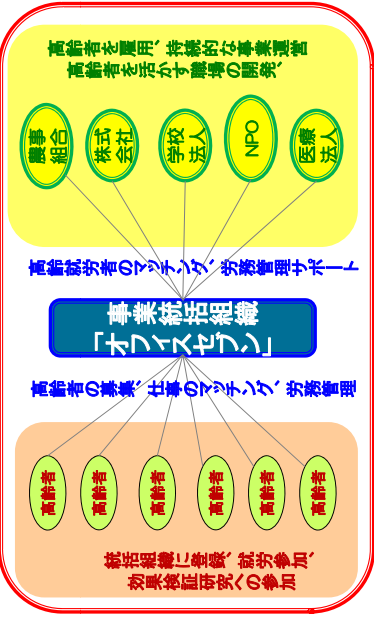 高齢者を雇用、持続的な事業運営
高齢者を活かす職場の開発、
農事
組合
株式
会社
学校
法人
NPO
医療
法人
高齢就労者のマッチング、労務管理サポート
事業統括組織
「オフィスゼブン」
高齢者の募集、仕事のマッチング、労務管理
高齢者
高齢者
高齢者
高齢者
高齢者
高齢者
統括組織に登録、就労参加、
効果検証研究への参加